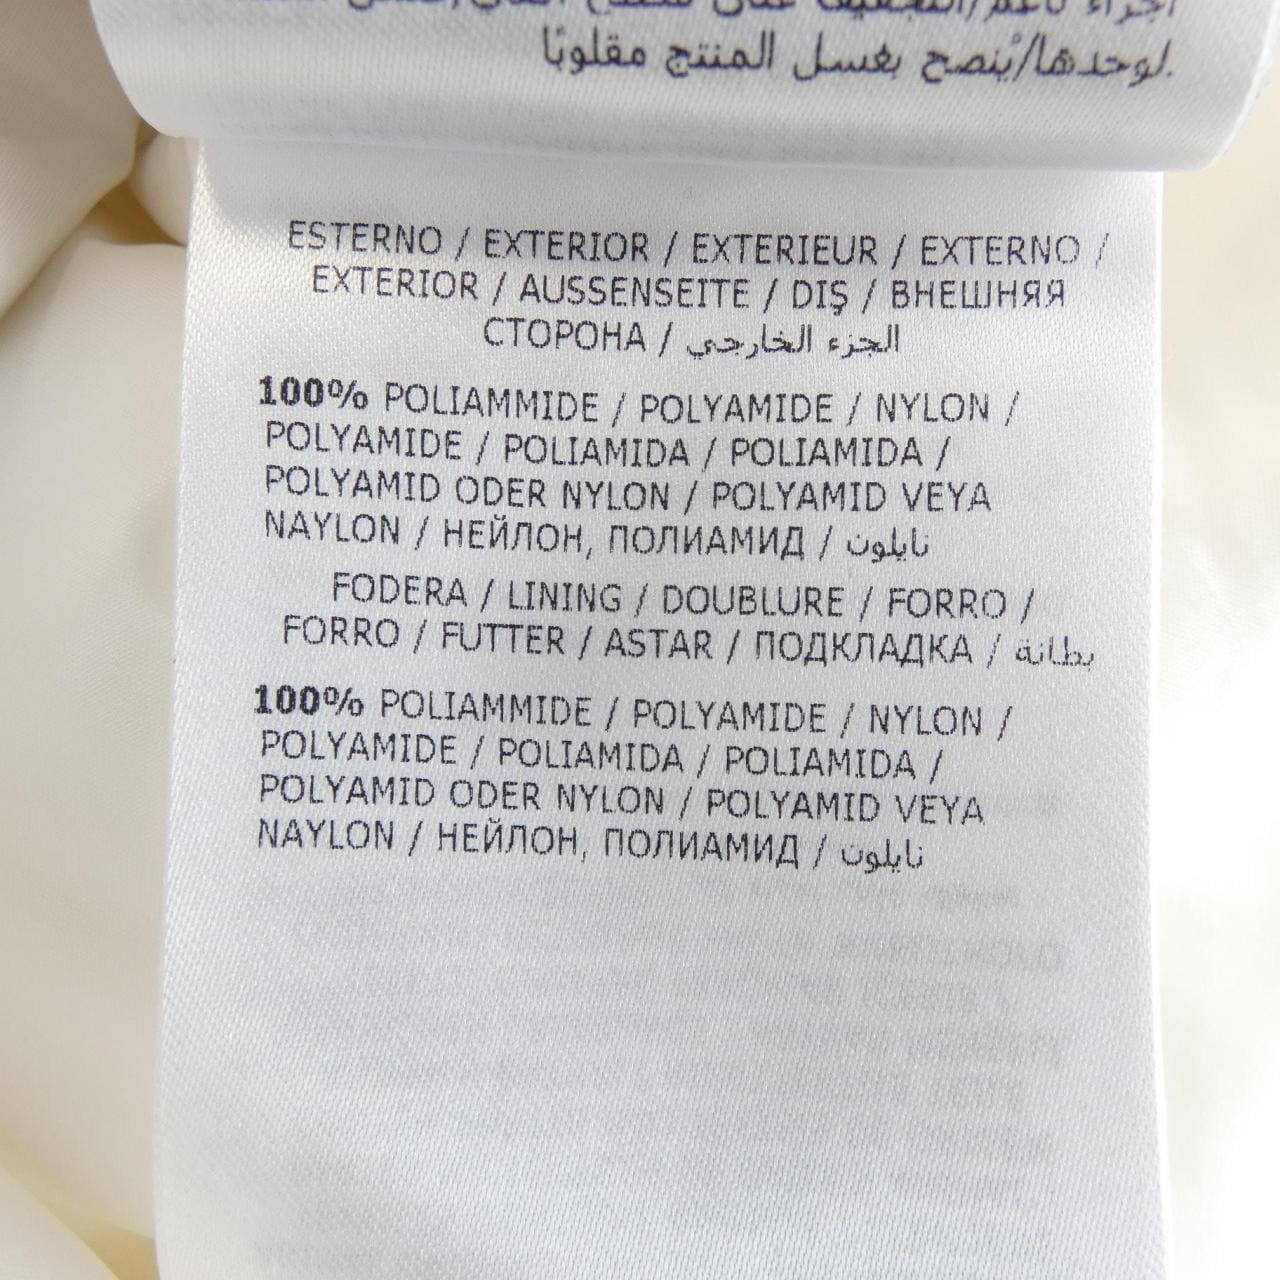 لوحدها/يُنصح بغسل المنتج مقلوبًا.
ESTERNO / EXTERIOR / EXTERIEUR / EXTERNO /
EXTERIOR / AUSSENSEITE / DIŞ / ВНЕШНЯЯ
СТОРОНА / الجزء الخارجي
100% POLIAMMIDE / POLYAMIDE / NYLON /
POLYAMIDE / POLIAMIDA / POLIAMIDA /
POLYAMID ODER NYLON / POLYAMID VEYA
NAYLON / НЕЙЛОН, ПОЛИАМИД / نايلون
FODERA / LINING / DOUBLURE / FORRO /
FORRO / FUTTER / ASTAR / ПОДКЛАДКА / بطانة
100% POLIAMMIDE / POLYAMIDE / NYLON /
POLYAMIDE / POLIAMIDA / POLIAMIDA /
POLYAMID ODER NYLON / POLYAMID VEYA
NAYLON / НЕЙЛОН, ПОЛИАМИД / نايلون